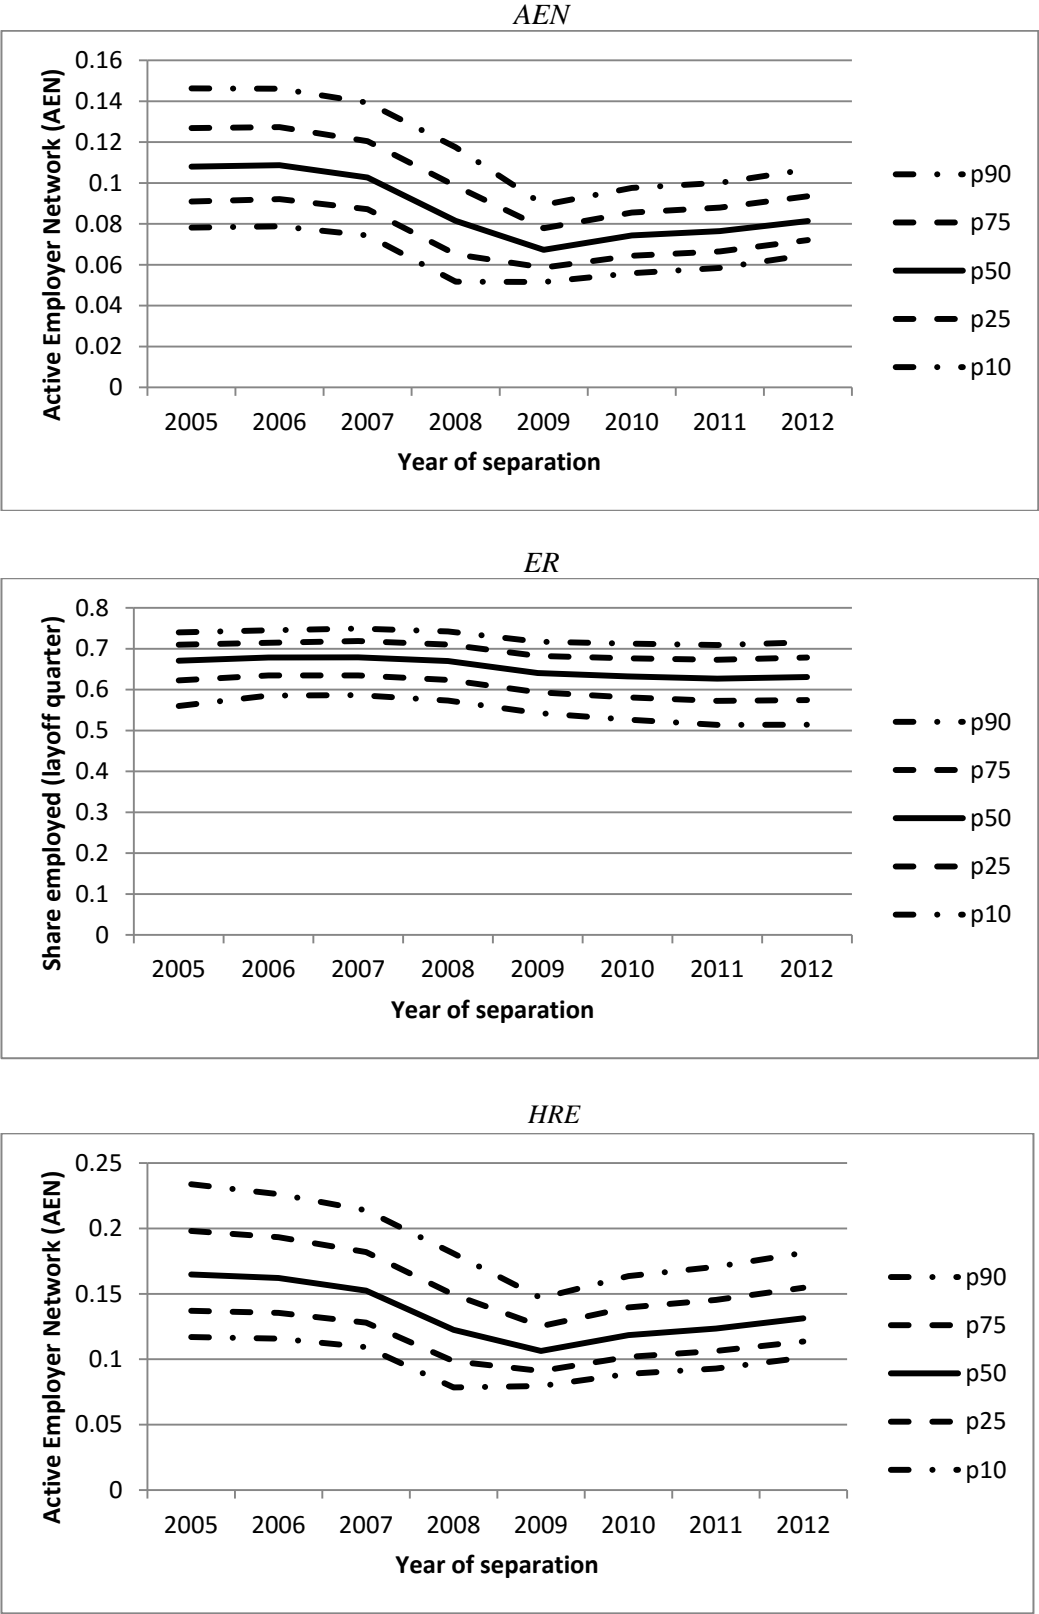 AEN
Active Employer Network (AEN)
0.16
0.14
0.12
0.1
0.08
0.06
0.04
0.02
0
2005 2006 2007 2008 2009 2010 2011 2012
Year of separation
p90
p75
p50
p25
p10
ER
Share employed (layoff quarter)
0.8
0.7
0.6
0.5
0.4
0.3
0.2
0.1
0
2005 2006 2007 2008 2009 2010 2011 2012
Year of separation
p90
p75
p50
p25
p10
HRE
Active Employer Network (AEN)
0.25
0.2
0.15
0.1
0.05
0
2005 2006 2007 2008 2009 2010 2011 2012
Year of separation
p90
p75
p50
p25
p10